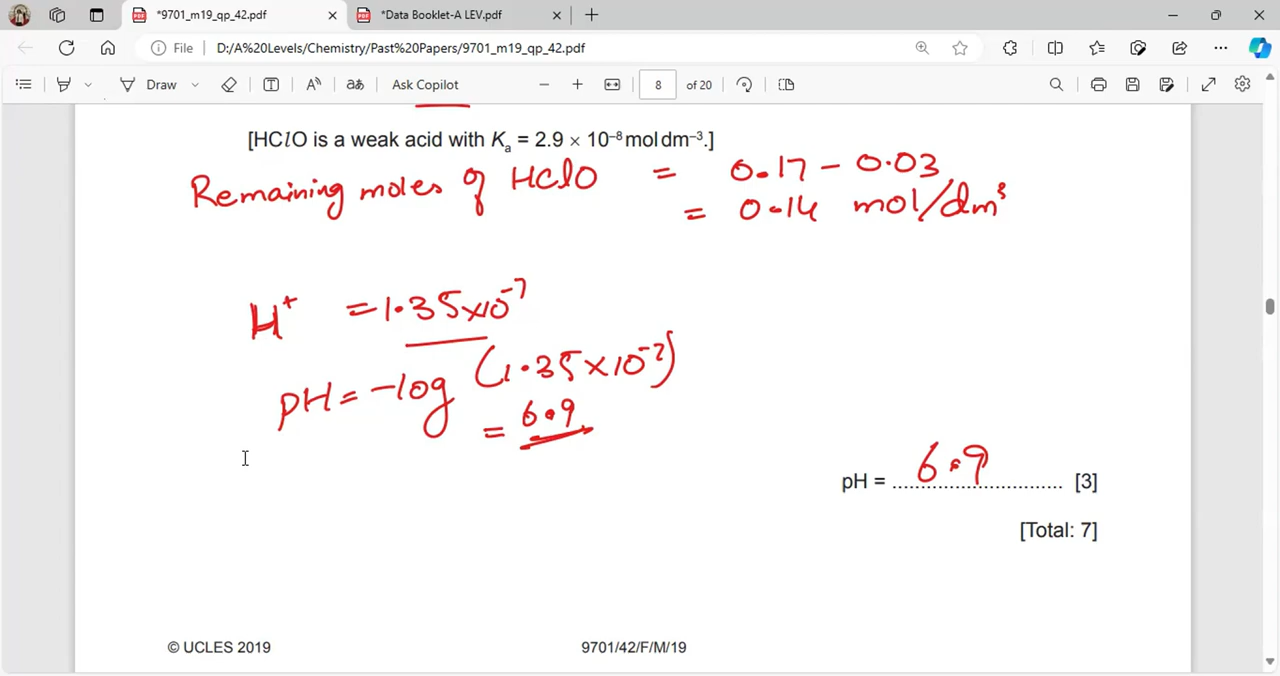 *9701_m19_qp_42.pdf
*Data Booklet-A LEV.pdf
File D:/A%20Levels/Chemistry/Past%20Papers/9701_m19_qp_42.pdf
Draw
aあ
Ask Copilot
8 of 20
[HClO is a weak acid with Ka = 2.9 × 10–8 mol dm–3.]
Remaining moles of HClO = 0.17 - 0.03
= 0.14 mol/dm3
H+ = 1.35×10-7
pH = -log (1.35×10-7)
= 6.9
pH = 6.9 [3]
[Total: 7]
© UCLES 2019
9701/42/F/M/19